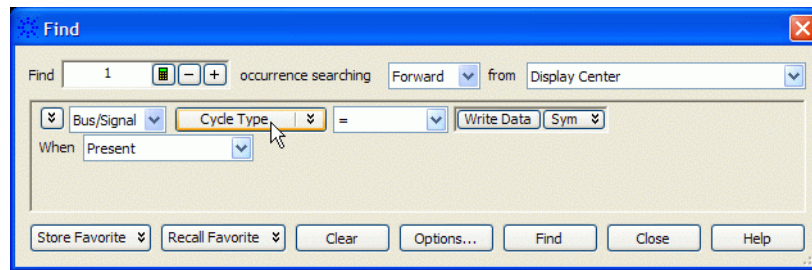 Find
Find 1 - + occurrence searching Forward from Display Center
Bus/Signal Cycle Type = Write Data Sym
When Present
Store Favorite Recall Favorite Clear Options... Find Close Help